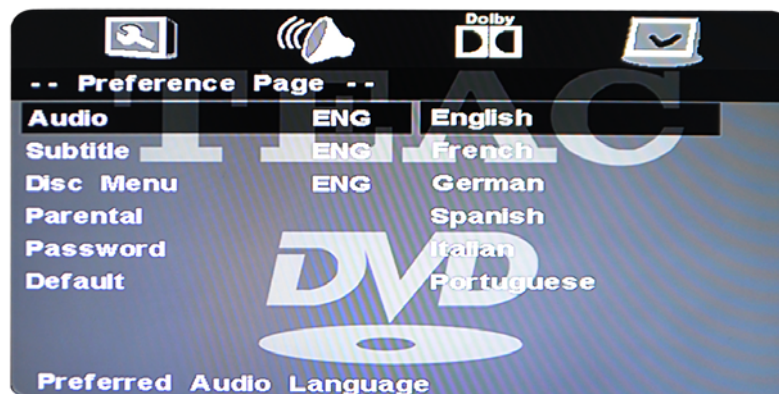 Dolby
-- Preference Page --
TEAC
Audio ENG English
Subtitle ENG French
Disc Menu ENG German
Parental Spanish
Password Italian
Default Portuguese
DVD
Preferred Audio Language